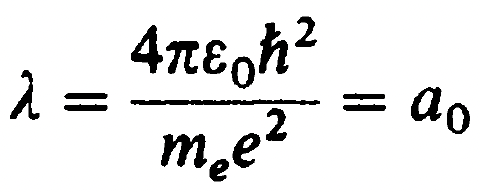 λ = 4πε₀ħ² / mₑe² = a₀